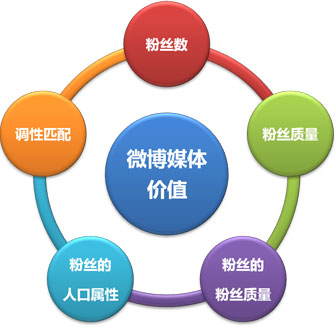 粉丝数
调性匹配
粉丝质量
微博媒体
价值
粉丝的
人口属性
粉丝的
粉丝质量